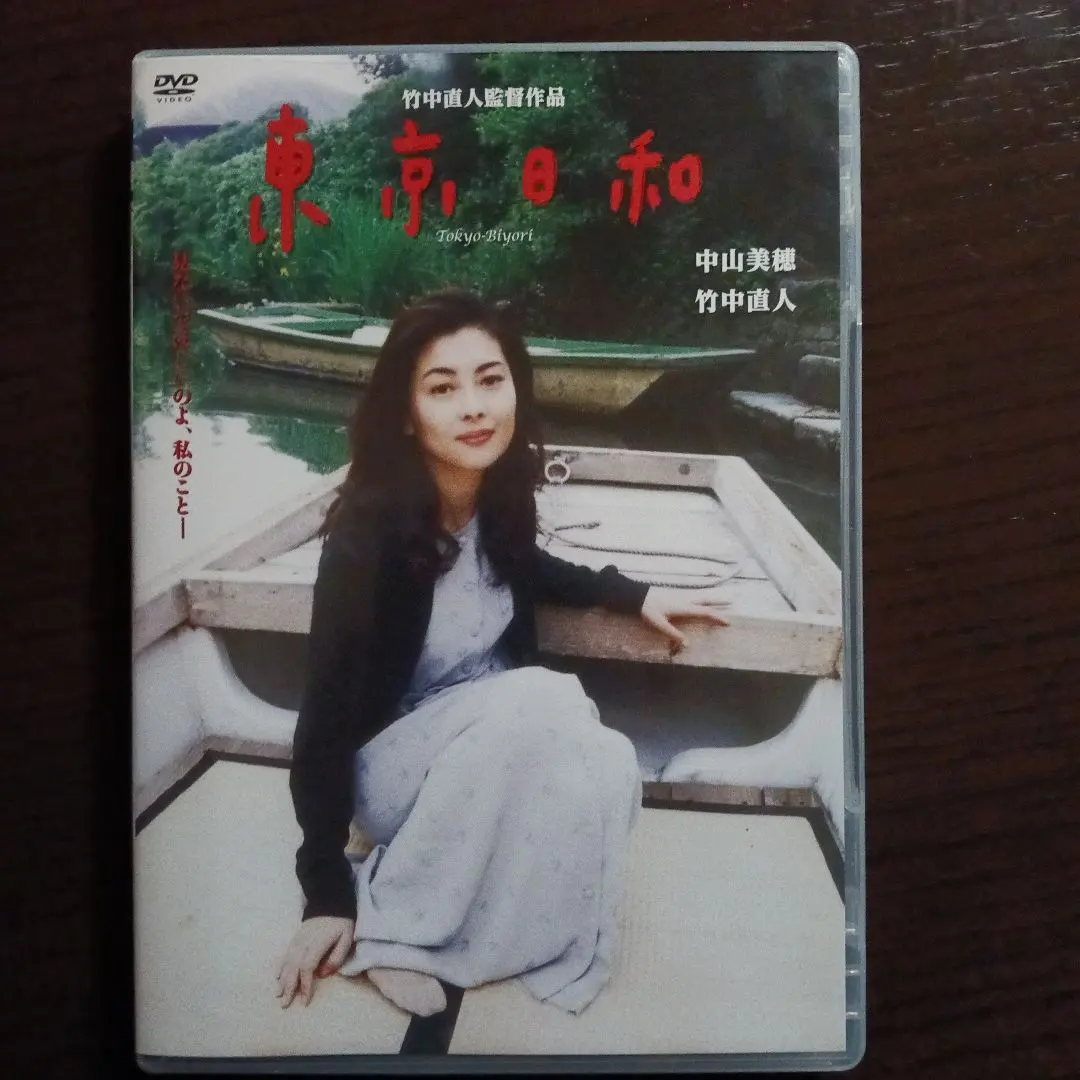 DVD
VIDEO
竹中直人監督作品
東京日和
Tokyo-Biyori
中山美穂
竹中直人
のよ、私のことー